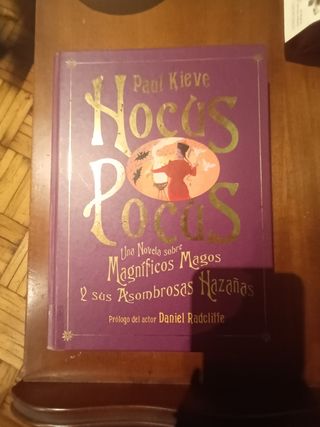 Paul Kieve
Hocus
Pocus
Una Novela sobre
Magníficos Magos
y sus Asombrosas Hazañas
Prólogo del actor Daniel Radcliffe